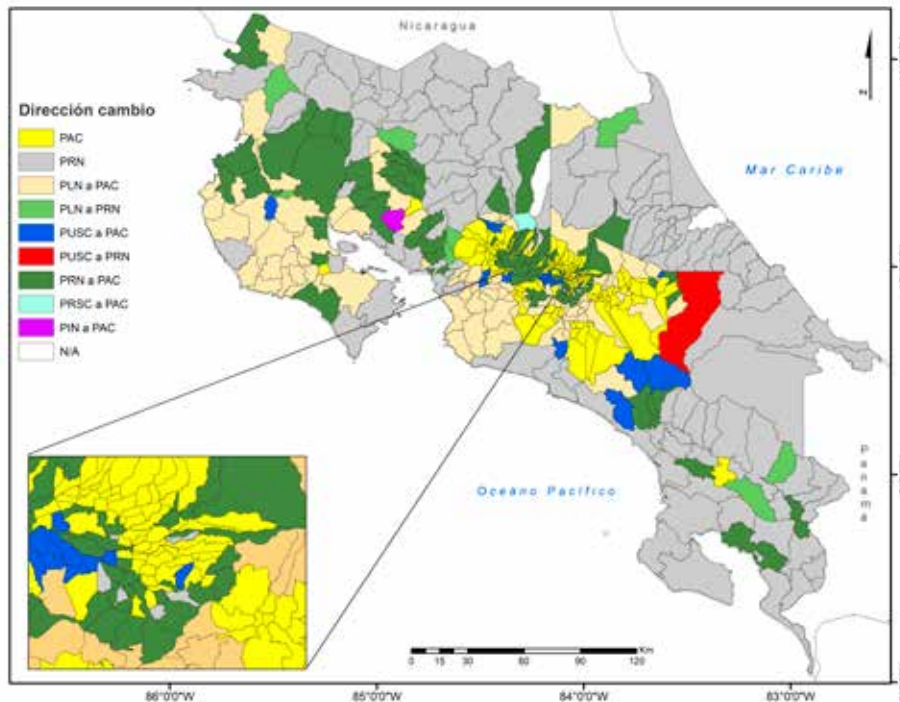 Nicaragua
N
Dirección cambio
PAC
PRN
PLN a PAC
PLN a PRN
PUSC a PAC
PUSC a PRN
PRN a PAC
PRSC a PAC
PIN a PAC
N/A
Mar Caribe
Panamá
Oceano Pacífico
Km
0 15 30 60 90 120
86°0'0"W 85°0'0"W 84°0'0"W 83°0'0"W